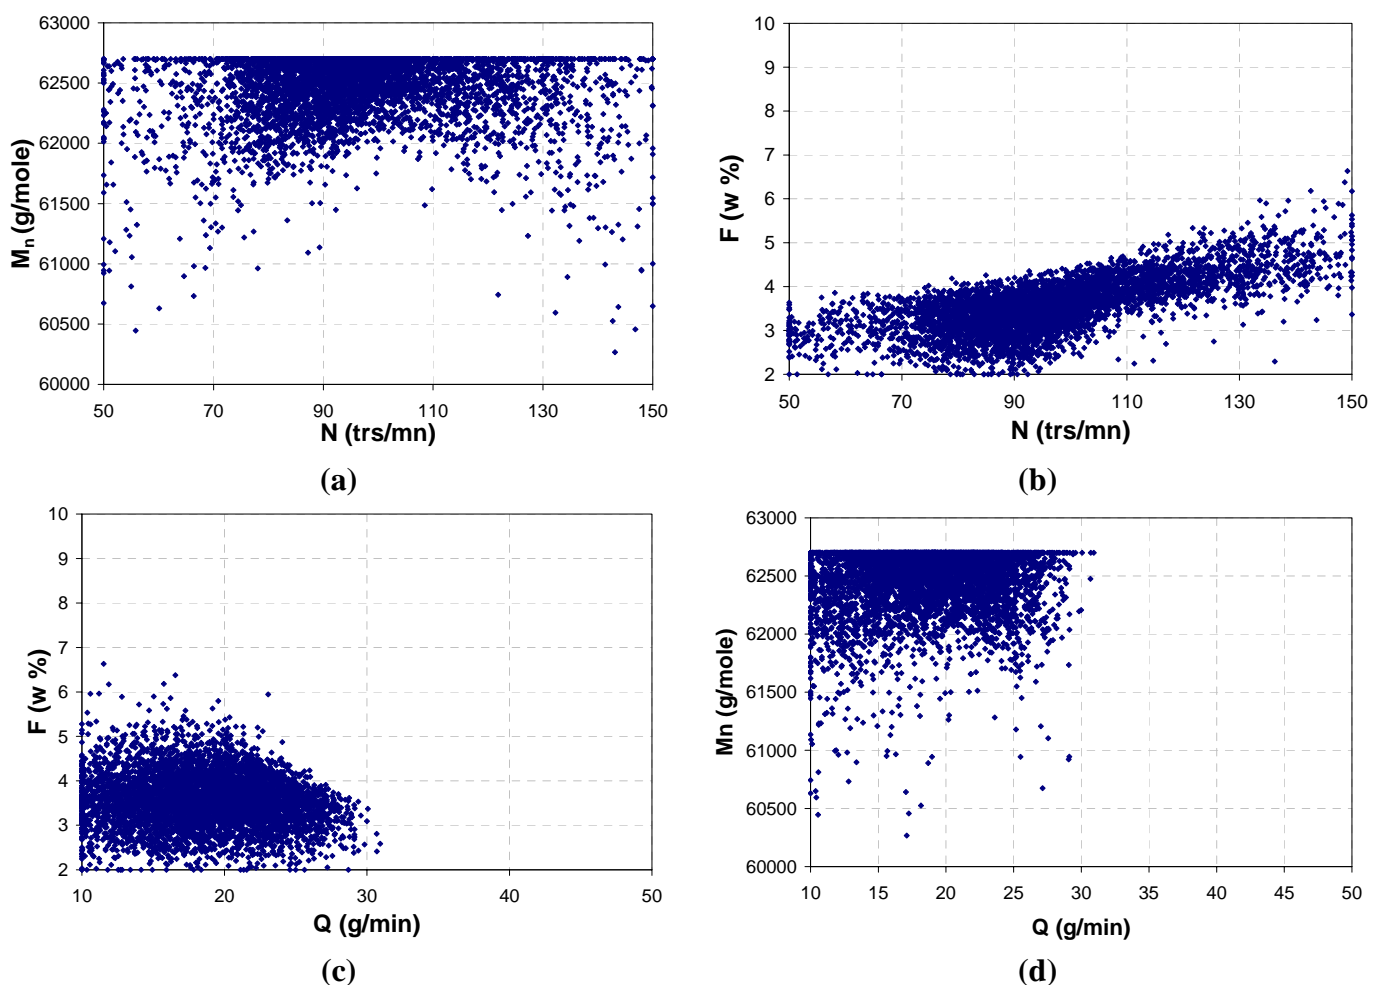 63000
62500
62000
61500
61000
60500
60000
Mn (g/mole)
50 70 90 110 130 150
N (trs/mn)
(a)
10
9
8
7
6
5
4
3
2
F (w %)
50 70 90 110 130 150
N (trs/mn)
(b)
10
9
8
7
6
5
4
3
2
F (w %)
10 20 30 40 50
Q (g/min)
(c)
63000
62500
62000
61500
61000
60500
60000
Mn (g/mole)
10 15 20 25 30 35 40 45 50
Q (g/min)
(d)